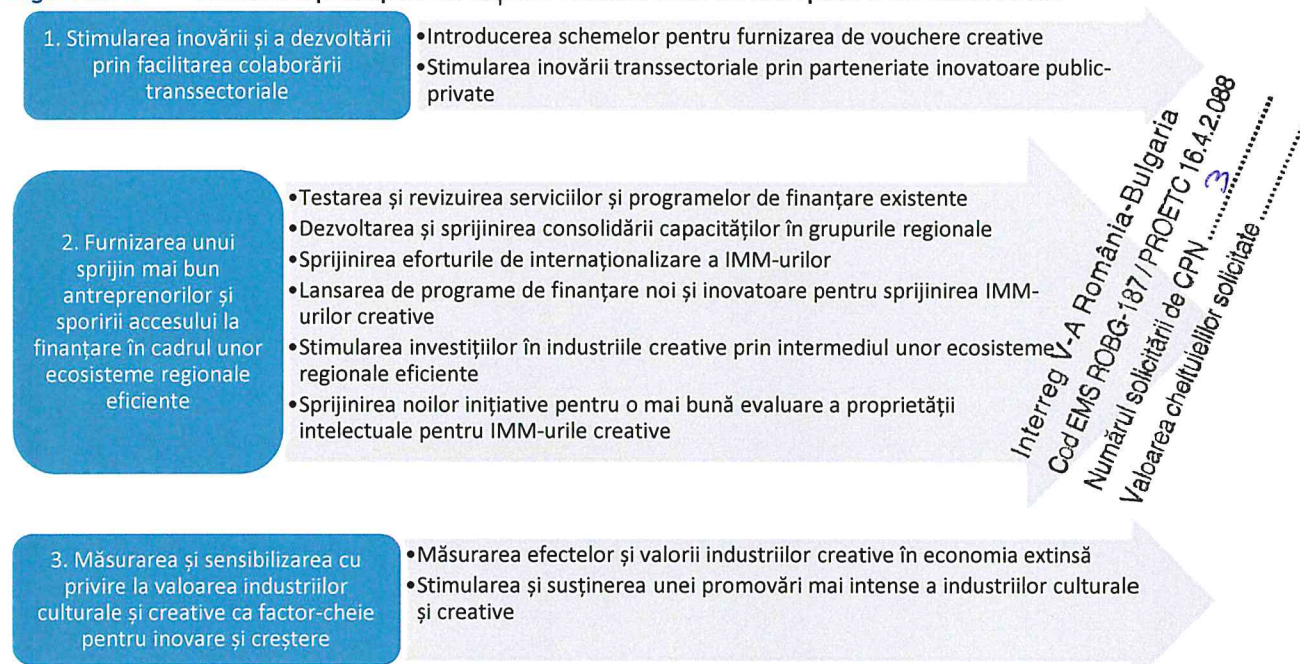 1. Stimularea inovării și a dezvoltării
prin facilitarea colaborării
transsectoriale
•Introducerea schemelor pentru furnizarea de vouchere creative
•Stimularea inovării transsectoriale prin parteneriate inovatoare public-
private
2. Furnizarea unui
sprijin mai bun
antreprenorilor și
sporirii accesului la
finanțare în cadrul unor
ecosisteme regionale
eficiente
•Testarea și revizuirea serviciilor și programelor de finanțare existente
•Dezvoltarea și sprijinirea consolidării capacităților în grupurile regionale
•Sprijinirea eforturilor de internaționalizare a IMM-urilor
•Lansarea de programe de finanțare noi și inovatoare pentru sprijinirea IMM-
urilor creative
•Stimularea investițiilor în industriile creative prin intermediul unor ecosisteme
regionale eficiente
•Sprijinirea noilor inițiative pentru o mai bună evaluare a proprietății
intelectuale pentru IMM-urile creative
Interreg V-A România-Bulgaria
Cod EMS ROBG-187 / PROETC 16.4.2.088
Numărul solicitării de CPN ...3...
Valoarea cheltuielilor solicitate ............
3. Măsurarea și sensibilizarea cu
privire la valoarea industriilor
culturale și creative ca factor-cheie
pentru inovare și creștere
•Măsurarea efectelor și valorii industriilor creative în economia extinsă
•Stimularea și susținerea unei promovări mai intense a industriilor culturale
și creative